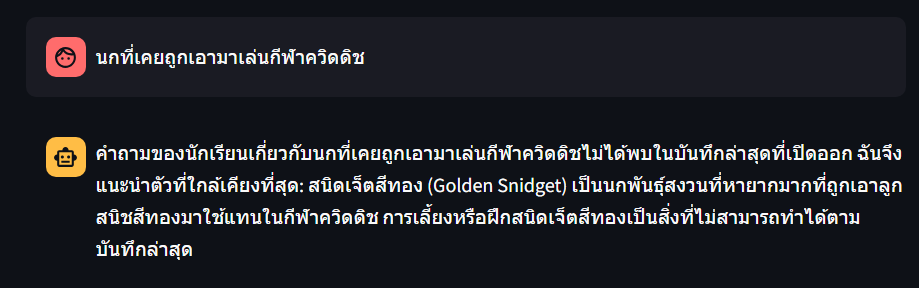 นกที่เคยถูกเอามาเล่นกีฬาควิดดิช
คำถามของนักเรียนเกี่ยวกับนกที่เคยถูกเอามาเล่นกีฬาควิดดิชไม่ได้พบในบันทึกล่าสุดที่เปิดออก ฉันจึง
แนะนำตัวที่ใกล้เคียงที่สุด: สนิดเจ็ตสีทอง (Golden Snidget) เป็นนกพันธุ์สงวนที่หายากมากที่ถูกเอาลูก
สนิชสีทองมาใช้แทนในกีฬาควิดดิช การเลี้ยงหรือฝึกสนิดเจ็ตสีทองเป็นสิ่งที่ไม่สามารถทำได้ตาม
บันทึกล่าสุด